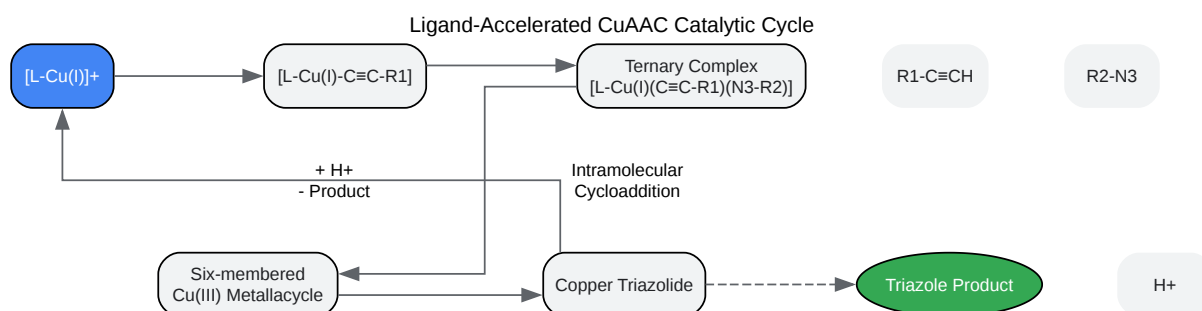 Ligand-Accelerated CuAAC Catalytic Cycle
[L-Cu(I)]+
[L-Cu(I)-C≡C-R1]
Ternary Complex
[L-Cu(I)(C≡C-R1)(N3-R2)]
R1-C≡CH
R2-N3
+ H+
- Product
Intramolecular
Cycloaddition
Six-membered
Cu(III) Metallacycle
Copper Triazolide
Triazole Product
H+